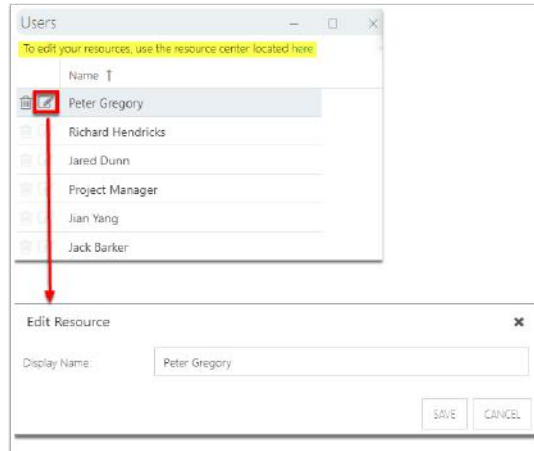 Users
To edit your resources, use the resource center located here
Name ↑
Peter Gregory
Richard Hendricks
Jared Dunn
Project Manager
Jian Yang
Jack Barker
Edit Resource
Display Name: Peter Gregory
SAVE CANCEL